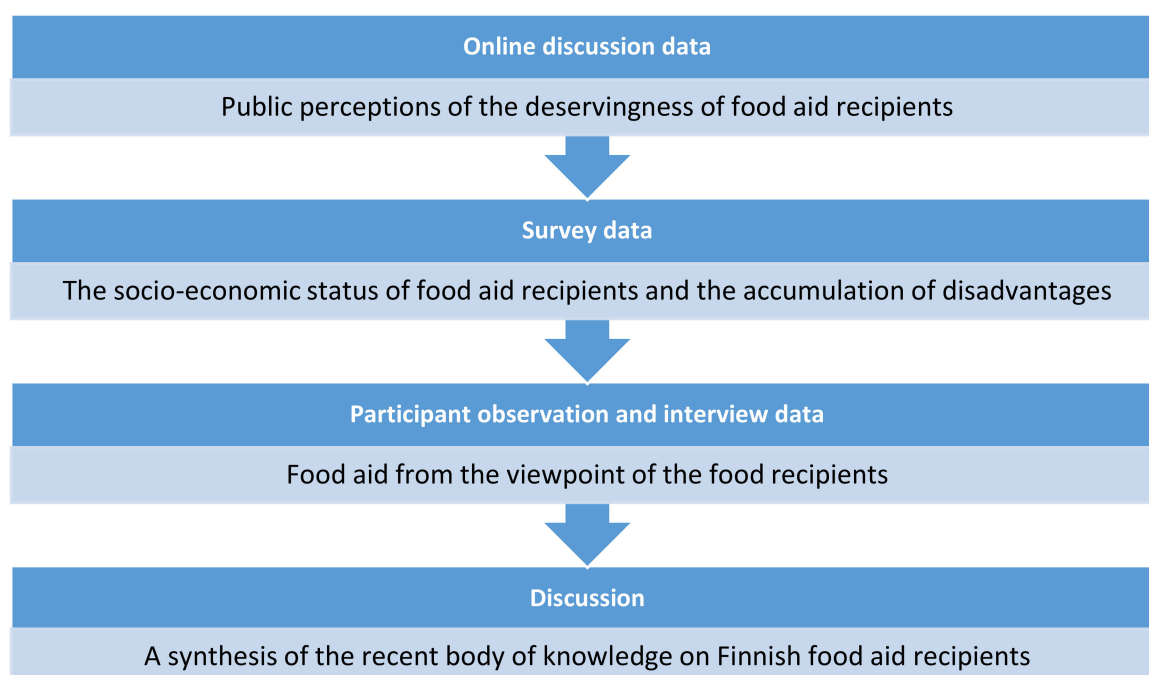 Online discussion data
Public perceptions of the deservingness of food aid recipients
Survey data
The socio-economic status of food aid recipients and the accumulation of disadvantages
Participant observation and interview data
Food aid from the viewpoint of the food recipients
Discussion
A synthesis of the recent body of knowledge on Finnish food aid recipients